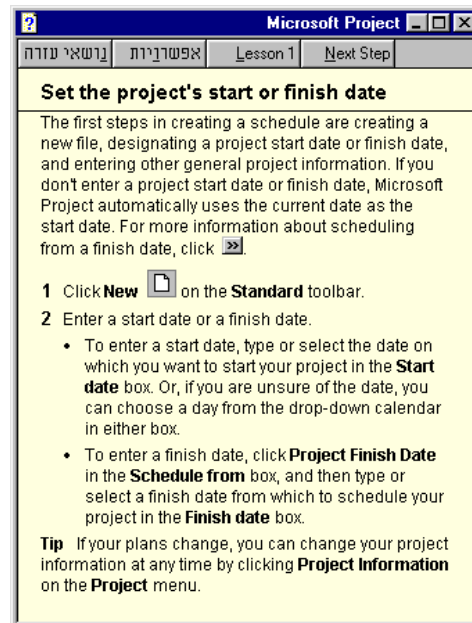 Microsoft Project
נושאי עזרה אפשרויות Lesson 1 Next Step
Set the project's start or finish date
The first steps in creating a schedule are creating a
new file, designating a project start date or finish date,
and entering other general project information. If you
don't enter a project start date or finish date, Microsoft
Project automatically uses the current date as the
start date. For more information about scheduling
from a finish date, click >>.
1 Click New on the Standard toolbar.
2 Enter a start date or a finish date.
• To enter a start date, type or select the date on
which you want to start your project in the Start
date box. Or, if you are unsure of the date, you
can choose a day from the drop-down calendar
in either box.
• To enter a finish date, click Project Finish Date
in the Schedule from box, and then type or
select a finish date from which to schedule your
project in the Finish date box.
Tip If your plans change, you can change your project
information at any time by clicking Project Information
on the Project menu.